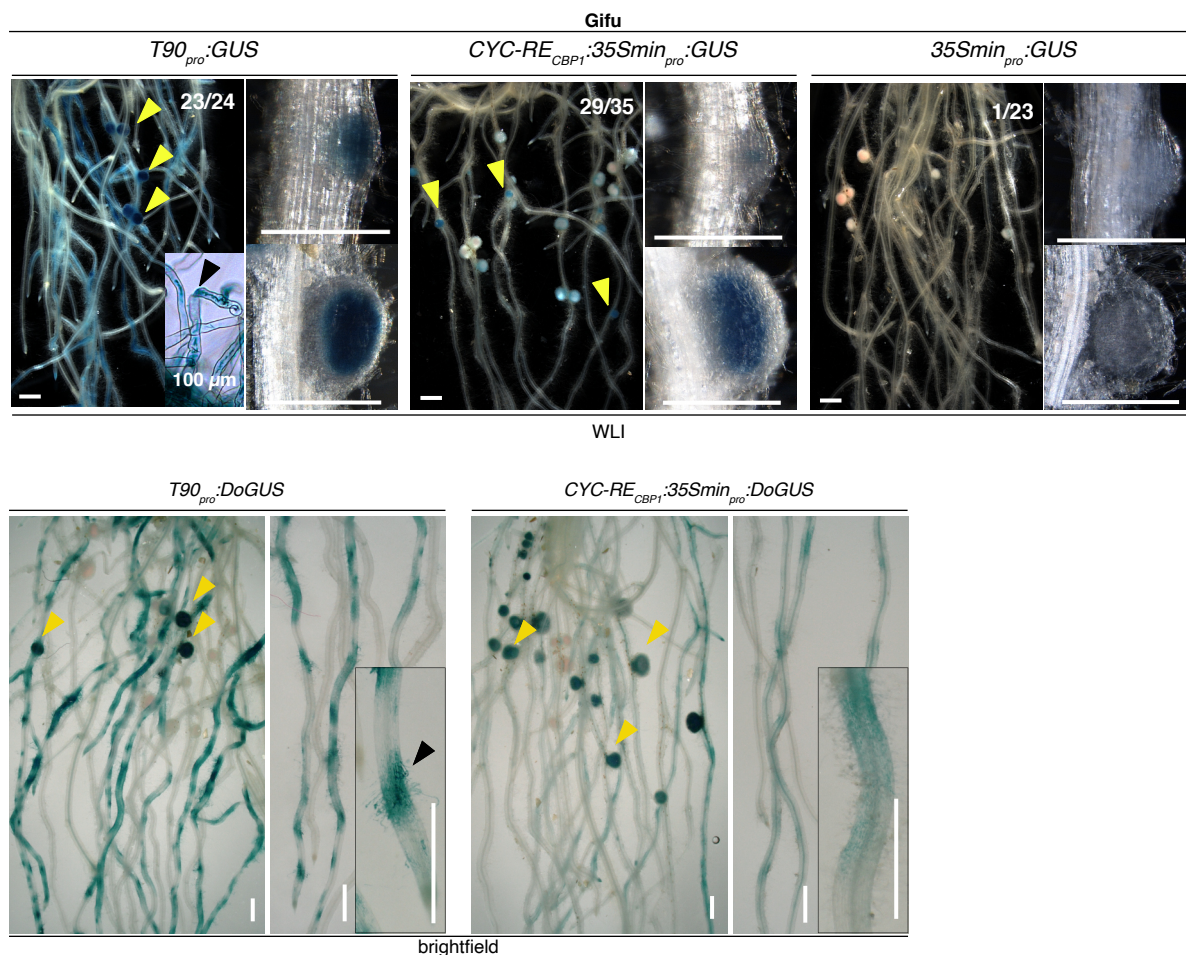 Gifu
T90pro:GUS CYC-RECBP1:35Sminpro:GUS 35Sminpro:GUS
23/24 29/35 1/23
100 µm
WLI
T90pro:DoGUS CYC-RECBP1:35Sminpro:DoGUS
brightfield